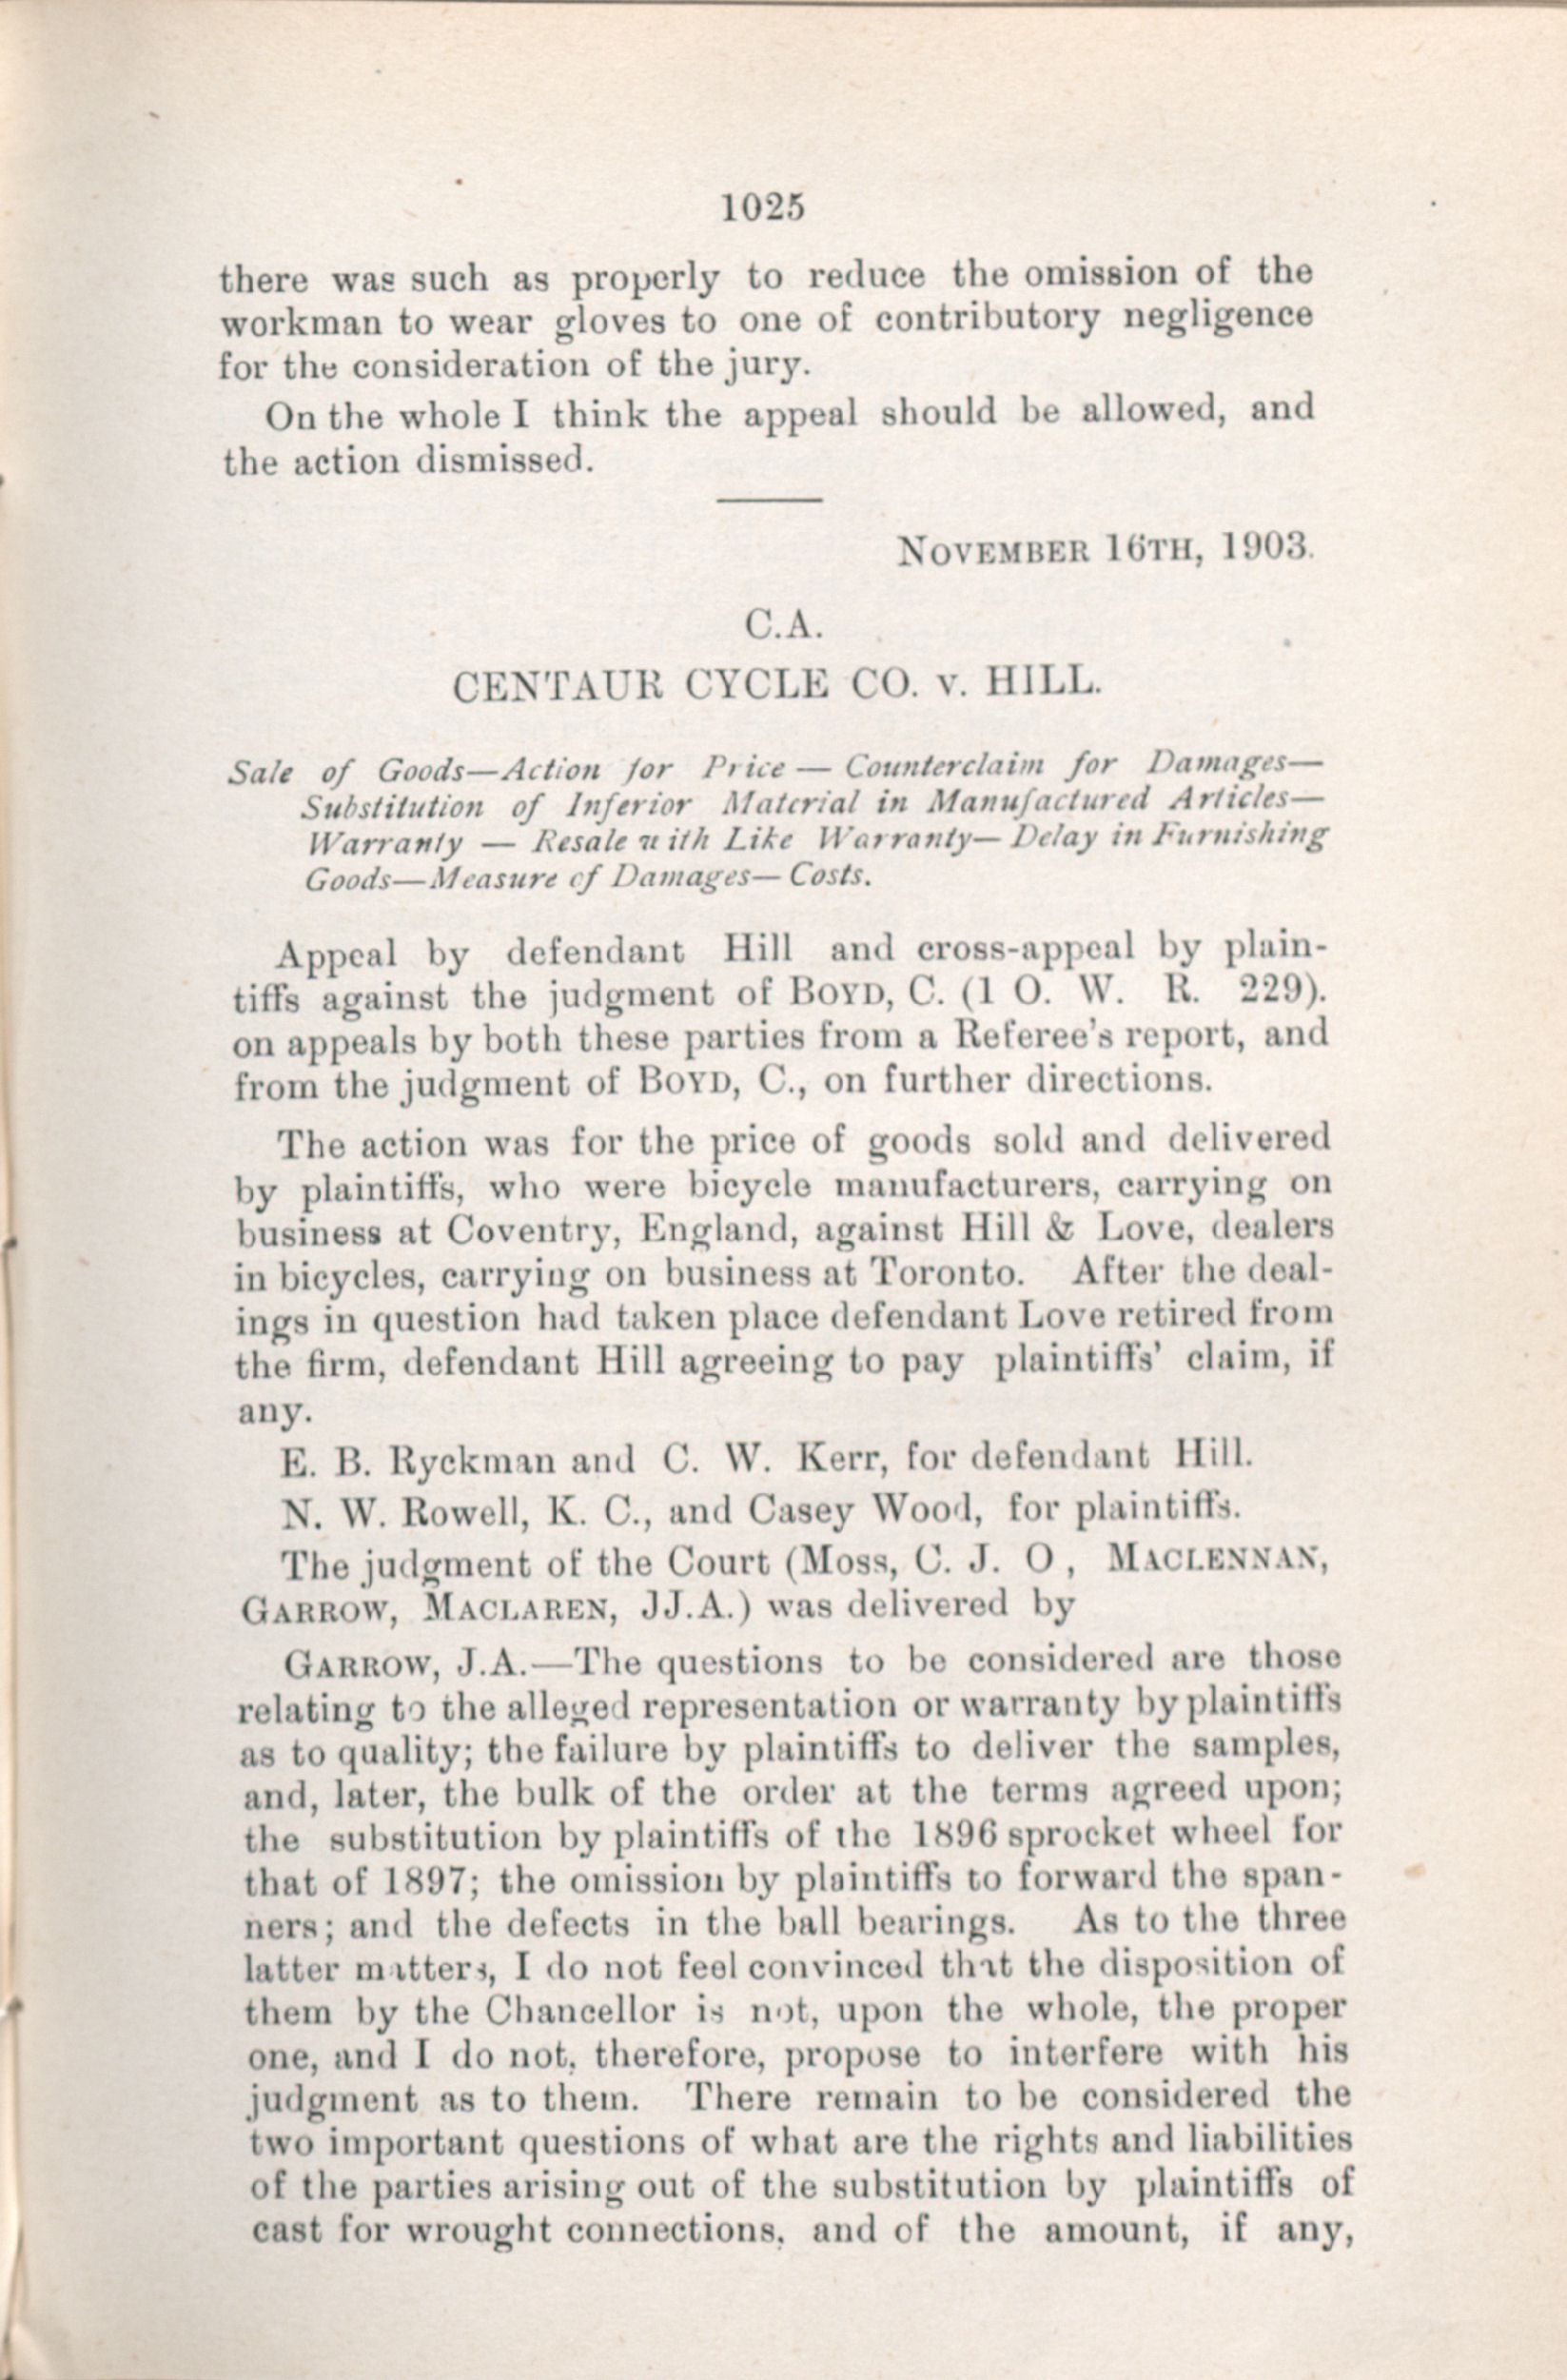 1025
there was such as properly to reduce the omission of the
workman to wear gloves to one of contributory negligence
for the consideration of the jury.
On the whole I think the appeal should be allowed, and
the action dismissed.
NOVEMBER 16TH, 1903.
C.A.
CENTAUR CYCLE CO. v. HILL.
Sale of Goods—Action for Price — Counterclaim for Damages—
Substitution of Inferior Material in Manufactured Articles—
Warranty — Resale with Like Warranty— Delay in Furnishing
Goods—Measure of Damages— Costs.
Appeal by defendant Hill and cross-appeal by plain-
tiffs against the judgment of BOYD, C. (1 O. W. R. 229).
on appeals by both these parties from a Referee's report, and
from the judgment of BOYD, C., on further directions.
The action was for the price of goods sold and delivered
by plaintiffs, who were bicycle manufacturers, carrying on
business at Coventry, England, against Hill & Love, dealers
in bicycles, carrying on business at Toronto. After the deal-
ings in question had taken place defendant Love retired from
the firm, defendant Hill agreeing to pay plaintiffs' claim, if
any.
E. B. Ryckman and C. W. Kerr, for defendant Hill.
N. W. Rowell, K. C., and Casey Wood, for plaintiffs.
The judgment of the Court (Moss, C. J. O , MACLENNAN,
GARROW, MACLAREN, JJ.A.) was delivered by
GARROW, J.A.—The questions to be considered are those
relating to the alleged representation or warranty by plaintiffs
as to quality; the failure by plaintiffs to deliver the samples,
and, later, the bulk of the order at the terms agreed upon;
the substitution by plaintiffs of the 1896 sprocket wheel for
that of 1897; the omission by plaintiffs to forward the span-
ners; and the defects in the ball bearings. As to the three
latter matters, I do not feel convinced that the disposition of
them by the Chancellor is not, upon the whole, the proper
one, and I do not, therefore, propose to interfere with his
judgment as to them. There remain to be considered the
two important questions of what are the rights and liabilities
of the parties arising out of the substitution by plaintiffs of
cast for wrought connections, and of the amount, if any,